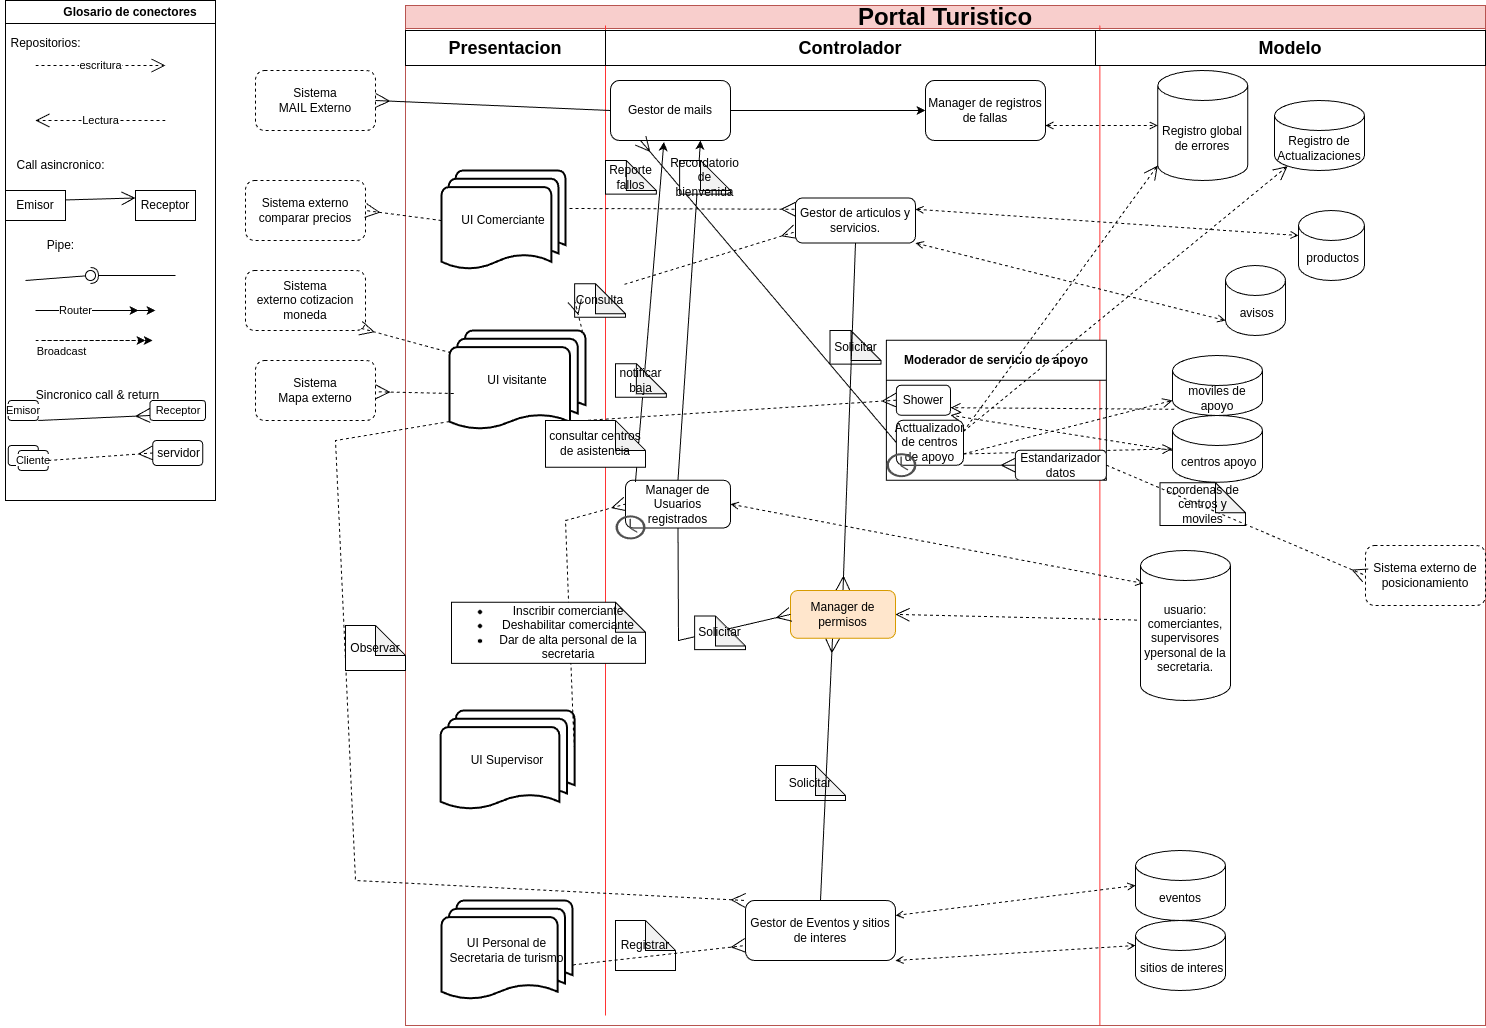 Glosario de conectores
Repositorios:
escritura
Lectura
Call asincronico:
Emisor
Receptor
Pipe:
Router
Broadcast
Sincronico call & return
Emisor
Receptor
Cliente
servidor
Portal Turistico
Presentacion
Controlador
Modelo
Sistema
MAIL Externo
Sistema externo
comparar precios
Sistema
externo cotizacion
moneda
Sistema
Mapa externo
Gestor de mails
Manager de registros
de fallas
Registro global
de errores
Registro de
Actualizaciones
Reporte
fallos
Recordatorio
de
bienvenida
UI Comerciante
Gestor de articulos y
servicios.
productos
avisos
Consulta
Solicitar
UI visitante
notificar
baja
Moderador de servicio de apoyo
Shower
Acttualizador
de centros
de apoyo
Estandarizador
datos
moviles de
apoyo
centros apoyo
coordenas de
centros y
moviles
consultar centros
de asistencia
Manager de
Usuarios
registrados
Sistema externo de
posicionamiento
Inscribir comerciante
Deshabilitar comerciante
Dar de alta personal de la
secretaria
Observar
Solicitar
Manager de
permisos
usuario:
comerciantes,
supervisores
ypersonal de la
secretaria.
UI Supervisor
Solicitar
UI Personal de
Secretaria de turismo
Registrar
Gestor de Eventos y sitios
de interes
eventos
sitios de interes